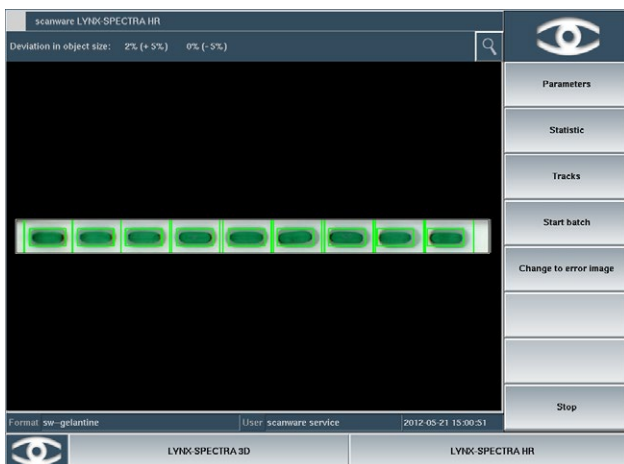 scanware LYNX-SPECTRA HR
Deviation in object size: 2% (+ 5%) 0% (- 5%)
Parameters
Statistic
Tracks
Start batch
Change to error image
Stop
Format sw--gelantine User scanware service 2012-05-21 15:00:51
LYNX-SPECTRA 3D LYNX-SPECTRA HR